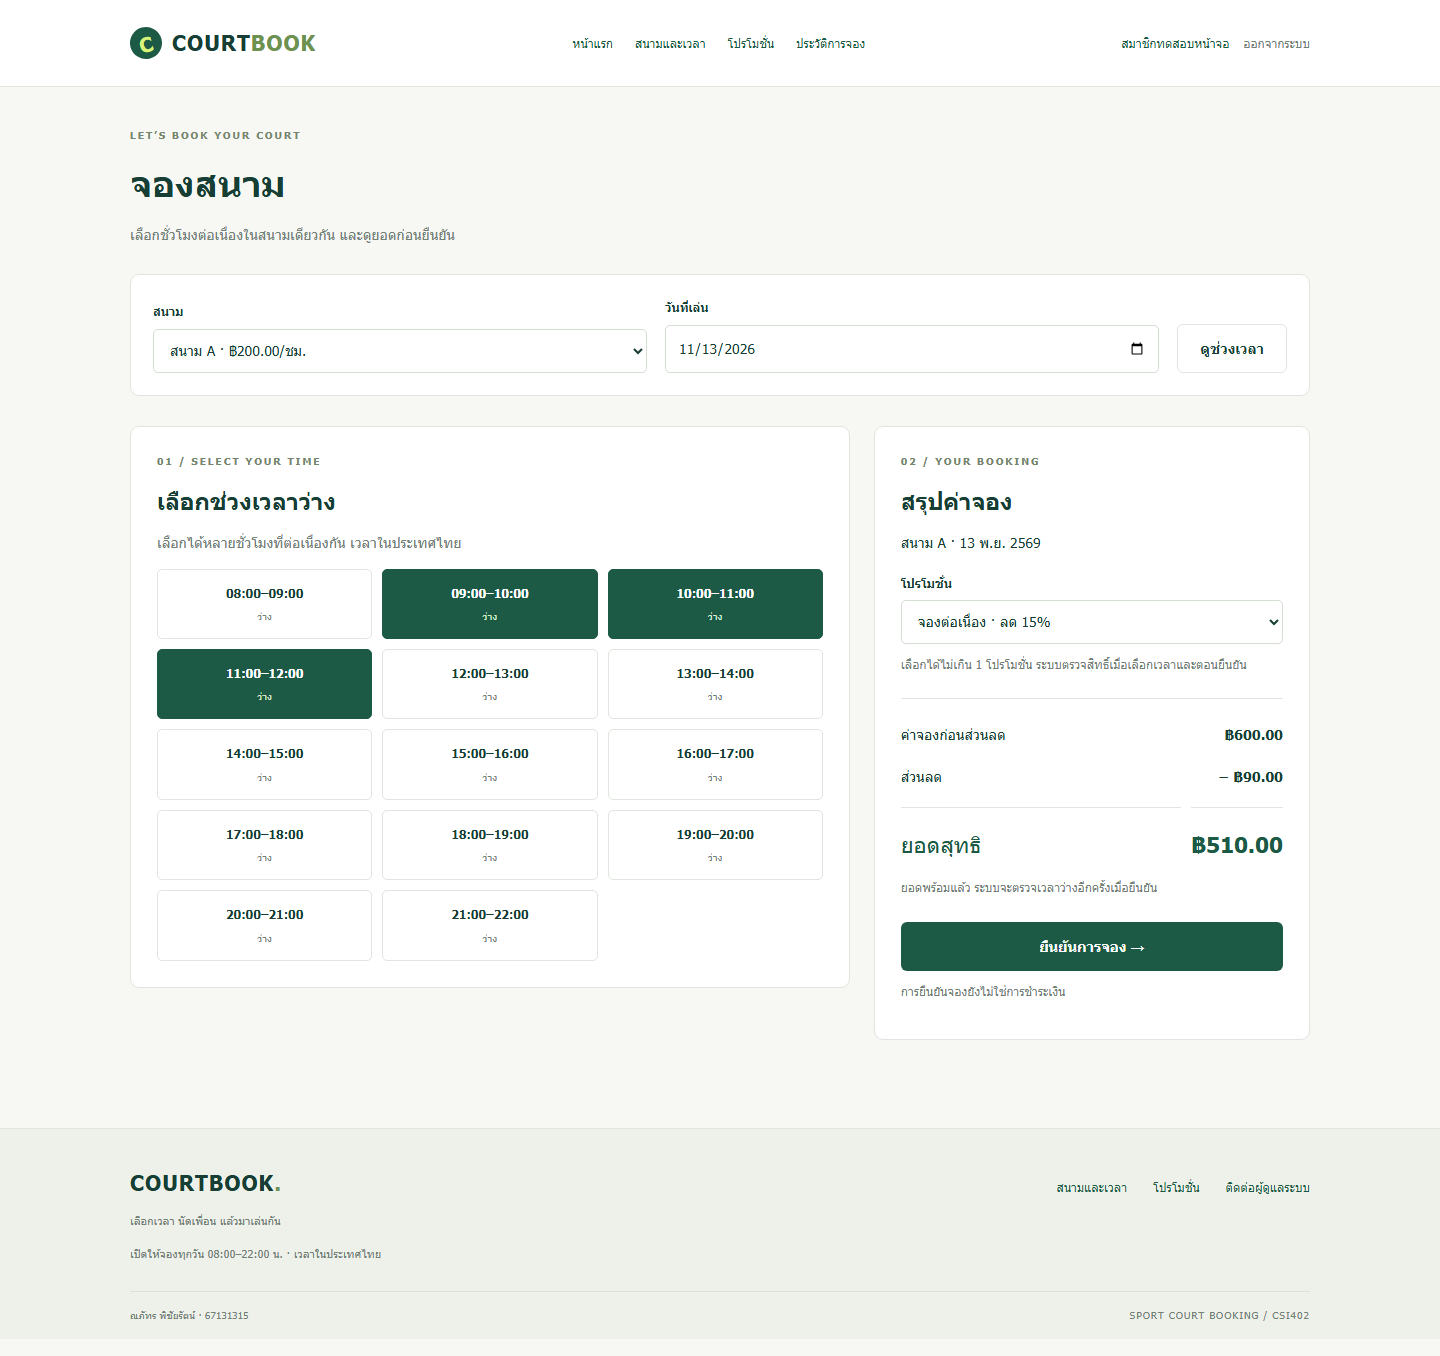 C COURTBOOK
หน้าแรก สนามและเวลา โปรโมชั่น ประวัติการจอง
สมาชิกทดสอบหน้าจอ ออกจากระบบ
LET'S BOOK YOUR COURT
จองสนาม
เลือกชั่วโมงต่อเนื่องในสนามเดียวกัน และดูยอดก่อนยืนยัน
สนาม
สนาม A · ฿200.00/ชม.
วันที่เล่น
11/13/2026
ดูช่วงเวลา
01 / SELECT YOUR TIME
เลือกช่วงเวลาว่าง
เลือกได้หลายชั่วโมงที่ต่อเนื่องกัน เวลาในประเทศไทย
08:00–09:00
ว่าง
09:00–10:00
ว่าง
10:00–11:00
ว่าง
11:00–12:00
ว่าง
12:00–13:00
ว่าง
13:00–14:00
ว่าง
14:00–15:00
ว่าง
15:00–16:00
ว่าง
16:00–17:00
ว่าง
17:00–18:00
ว่าง
18:00–19:00
ว่าง
19:00–20:00
ว่าง
20:00–21:00
ว่าง
21:00–22:00
ว่าง
02 / YOUR BOOKING
สรุปค่าจอง
สนาม A · 13 พ.ย. 2569
โปรโมชั่น
จองต่อเนื่อง · ลด 15%
เลือกได้ไม่เกิน 1 โปรโมชั่น ระบบตรวจสิทธิ์เมื่อเลือกเวลาและตอนยืนยัน
ค่าจองก่อนส่วนลด ฿600.00
ส่วนลด − ฿90.00
ยอดสุทธิ ฿510.00
ยอดพร้อมแล้ว ระบบจะตรวจเวลาว่างอีกครั้งเมื่อยืนยัน
ยืนยันการจอง →
การยืนยันจองยังไม่ใช่การชำระเงิน
COURTBOOK.
เลือกเวลา นัดเพื่อน แล้วมาเล่นกัน
เปิดให้จองทุกวัน 08:00–22:00 น. · เวลาในประเทศไทย
สนามและเวลา โปรโมชั่น ติดต่อผู้ดูแลระบบ
ณภัทร พิชัยรัตน์ · 67131315
SPORT COURT BOOKING / CSI402